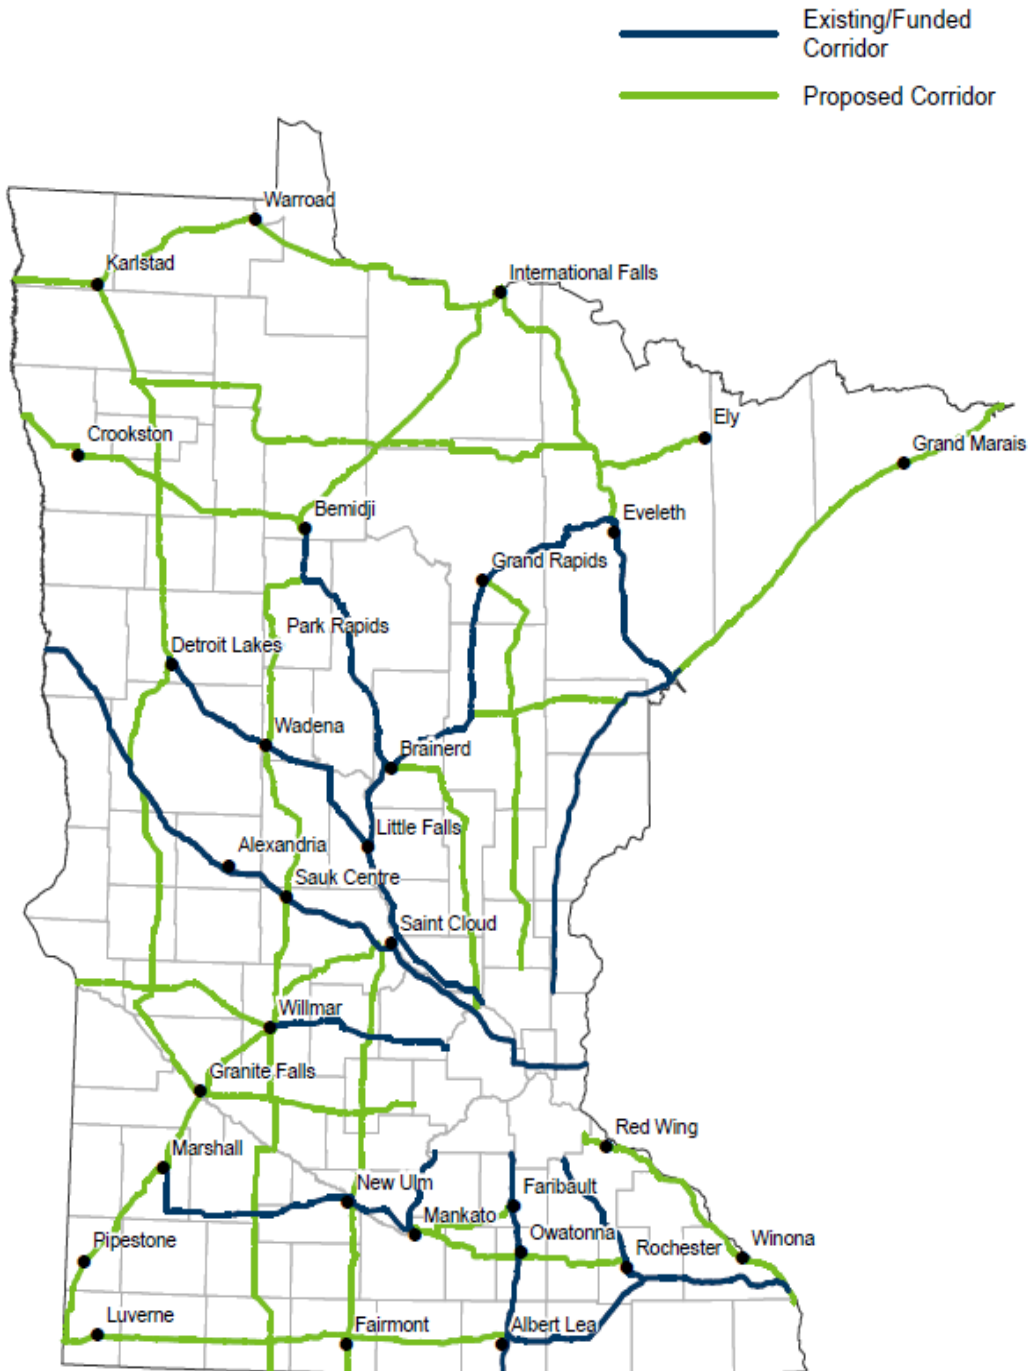 Existing/Funded
Corridor
Proposed Corridor
Warroad
Karlstad
International Falls
Ely
Crookston
Grand Marais
Bemidji
Eveleth
Grand Rapids
Park Rapids
Detroit Lakes
Wadena
Brainerd
Little Falls
Alexandria
Sauk Centre
Saint Cloud
Willmar
Granite Falls
Red Wing
Marshall
New Ulm
Faribault
Mankato
Owatonna
Pipestone
Rochester
Winona
Luverne
Fairmont
Albert Lea